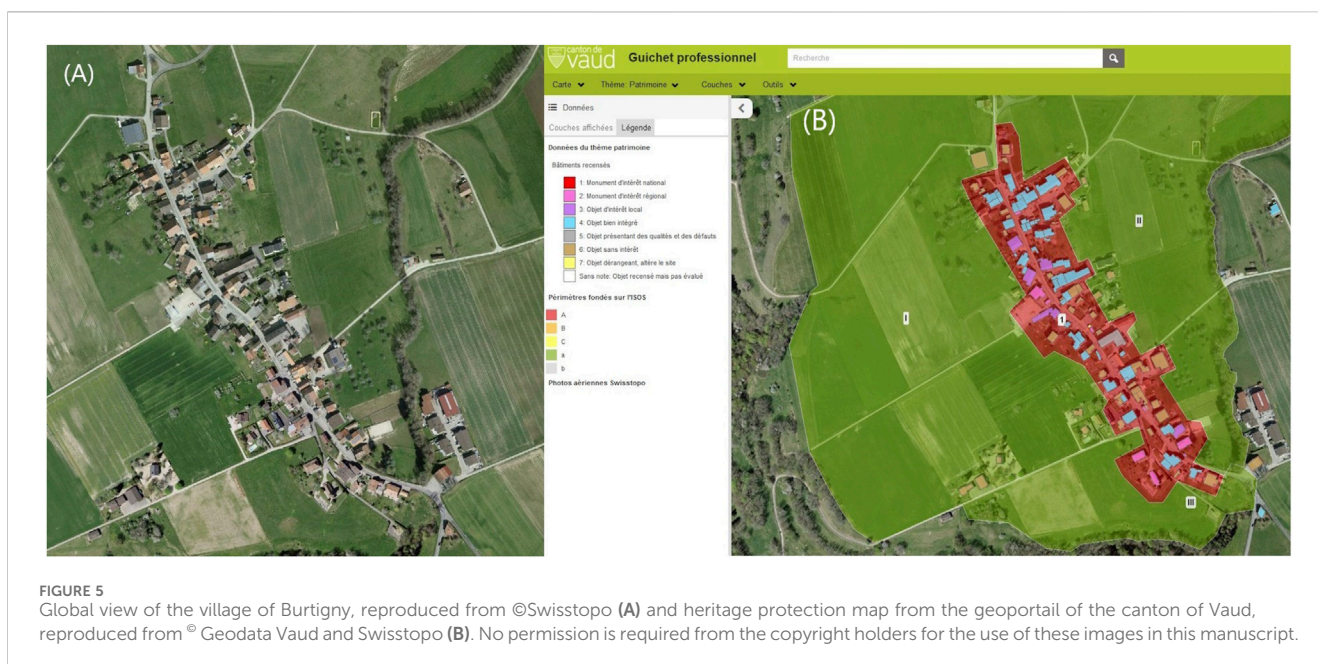 (A)
canton de
vaud
Guichet professionnel
Recherche
Carte
Thème: Patrimoine
Couches
Outils
Données
Couches affichées
Légende
Données du thème patrimoine
Bâtiments recensés
1: Monument d'intérêt national
2: Monument d'intérêt régional
3: Objet d'intérêt local
4: Objet bien intégré
5: Objet présentant des qualités et des défauts
6: Objet sans intérêt
7: Objet dérangeant, altère le site
Sans note: Objet recensé mais pas évalué
Périmètres fondés sur l'ISOS
A
B
C
a
b
Photos aériennes Swisstopo
(B)
II
I
1
III
FIGURE 5
Global view of the village of Burtigny, reproduced from ©Swisstopo (A) and heritage protection map from the geoportail of the canton of Vaud,
reproduced from © Geodata Vaud and Swisstopo (B). No permission is required from the copyright holders for the use of these images in this manuscript.